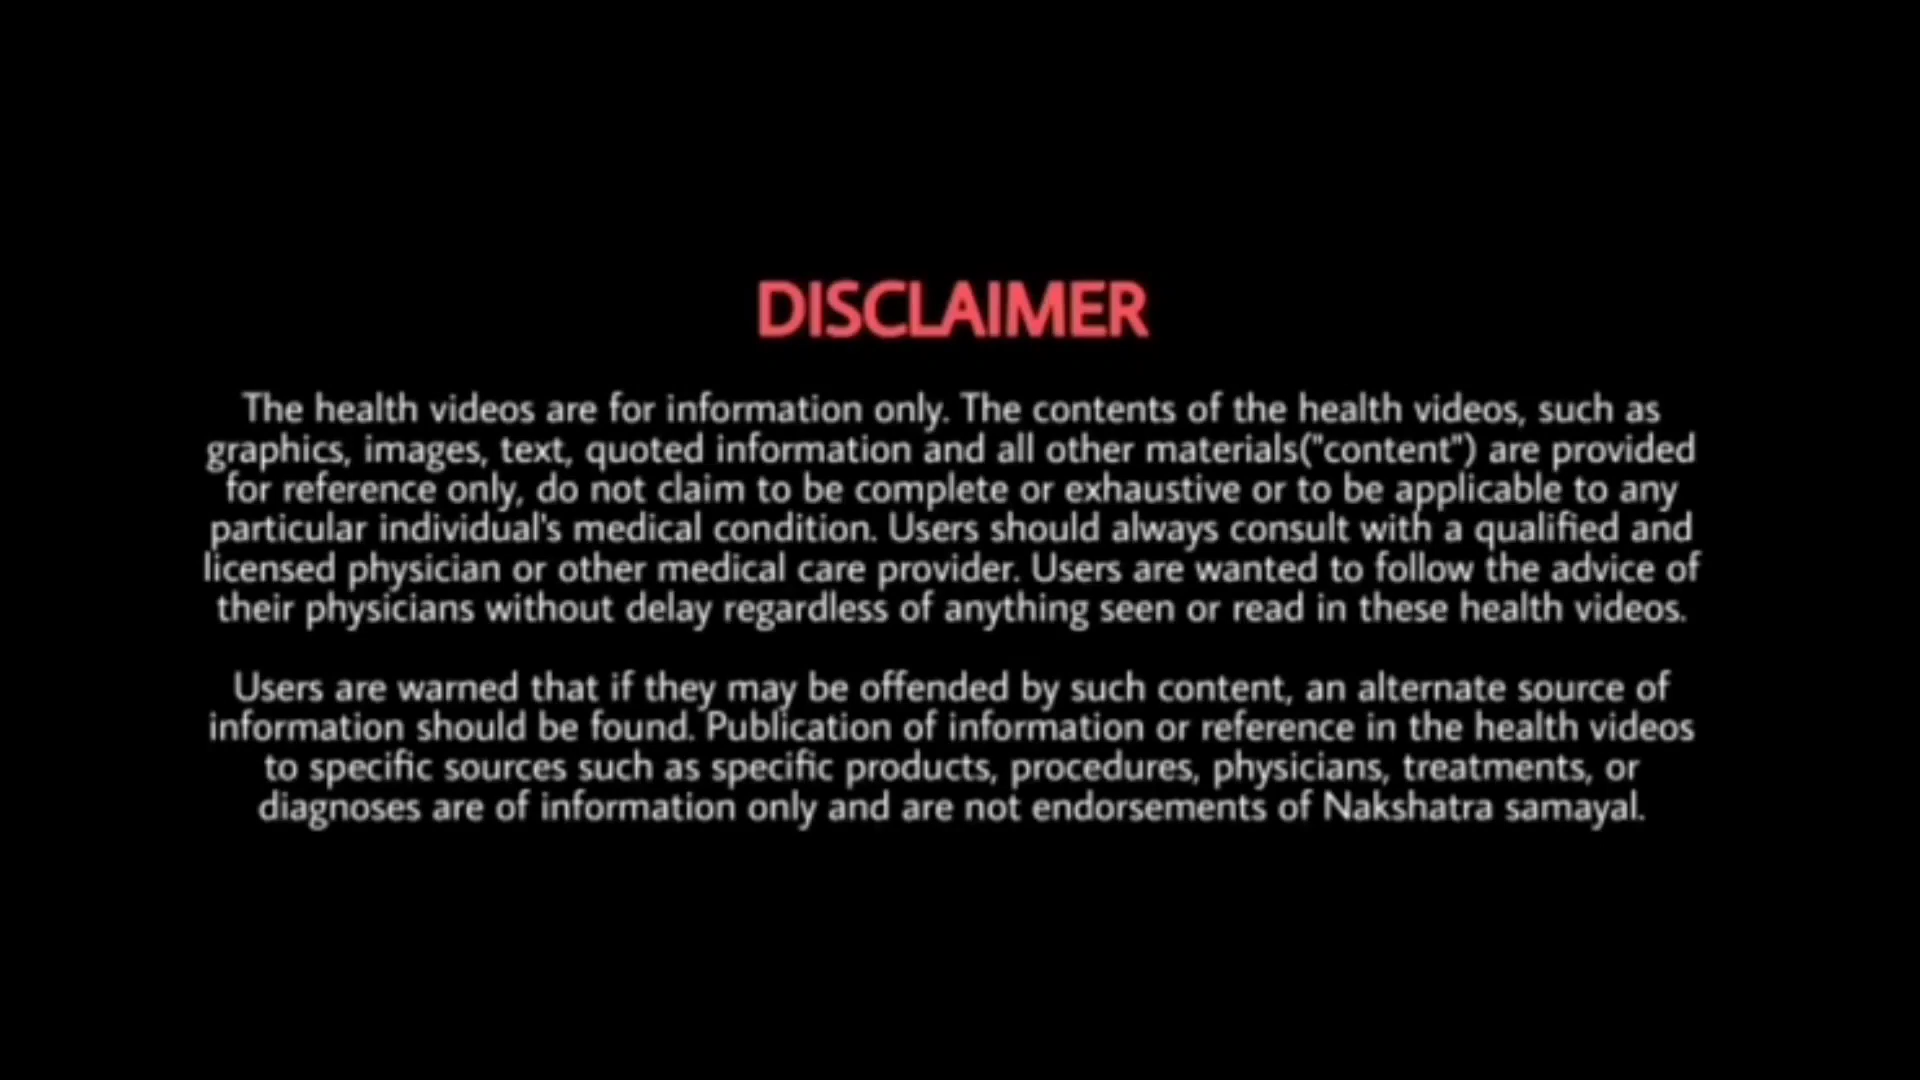 DISCLAIMER
The health videos are for information only. The contents of the health videos, such as
graphics, images, text, quoted information and all other materials("content") are provided
for reference only, do not claim to be complete or exhaustive or to be applicable to any
particular individual's medical condition. Users should always consult with a qualified and
licensed physician or other medical care provider. Users are wanted to follow the advice of
their physicians without delay regardless of anything seen or read in these health videos.
Users are warned that if they may be offended by such content, an alternate source of
information should be found. Publication of information or reference in the health videos
to specific sources such as specific products, procedures, physicians, treatments, or
diagnoses are of information only and are not endorsements of Nakshatra samayal.